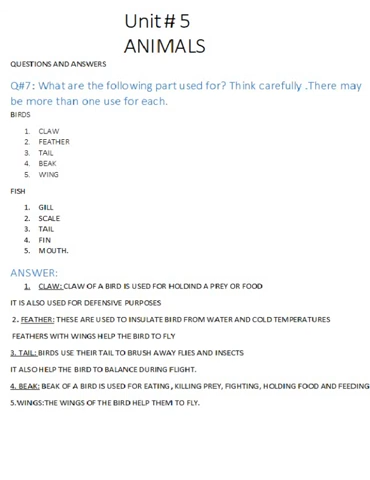 Unit# 5
ANIMALS
QUESTIONS AND ANSWERS
Q#7: What are the following part used for? Think carefully .There may
be more than one use for each.
BIRDS
1. CLAW
2. FEATHER
3. TAIL
4. BEAK
5. WING
FISH
1. GILL
2. SCALE
3. TAIL
4. FIN
5. MOUTH.
ANSWER:
1. CLAW: CLAW OF A BIRD IS USED FOR HOLDIND A PREY OR FOOD
IT IS ALSO USED FOR DEFENSIVE PURPOSES
2. FEATHER: THESE ARE USED TO INSULATE BIRD FROM WATER AND COLD TEMPERATURES
FEATHERS WITH WINGS HELP THE BIRD TO FLY
3. TAIL: BIRDS USE THEIR TAIL TO BRUSH AWAY FLIES AND INSECTS
IT ALSO HELP THE BIRD TO BALANCE DURING FLIGHT.
4. BEAK: BEAK OF A BIRD IS USED FOR EATING , KILLING PREY, FIGHTING, HOLDING FOOD AND FEEDING
5.WINGS:THE WINGS OF THE BIRD HELP THEM TO FLY.